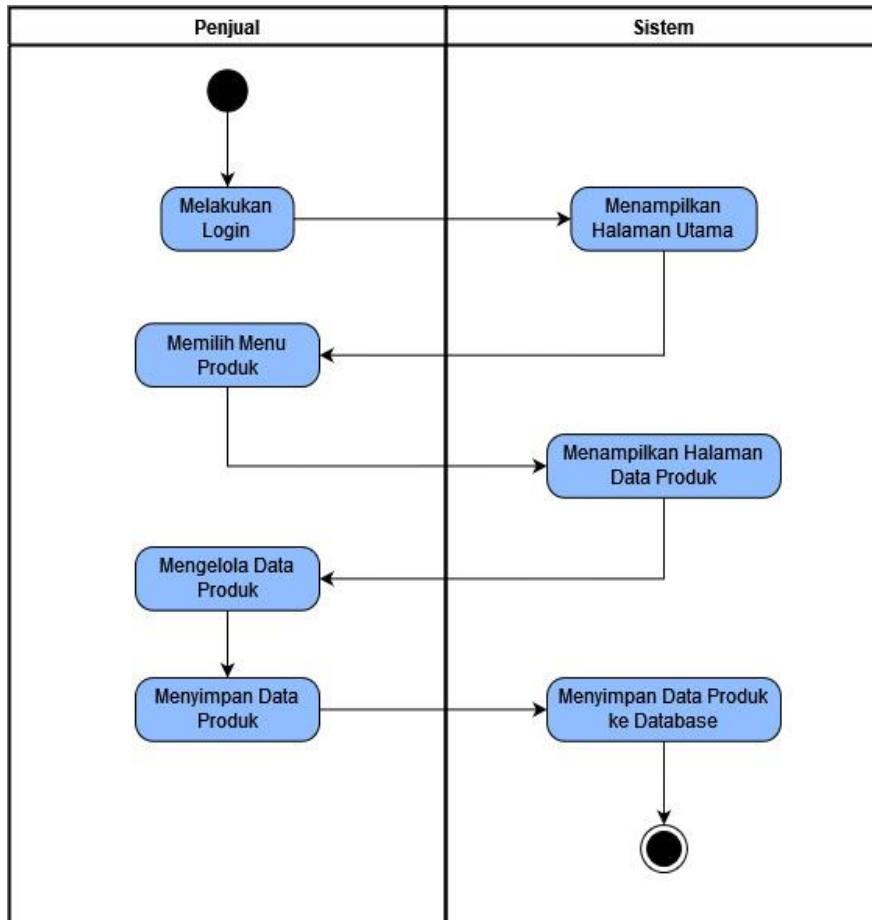 Penjual
Sistem
Melakukan
Login
Menampilkan
Halaman Utama
Memilih Menu
Produk
Menampilkan Halaman
Data Produk
Mengelola Data
Produk
Menyimpan Data
Produk
Menyimpan Data Produk
ke Database